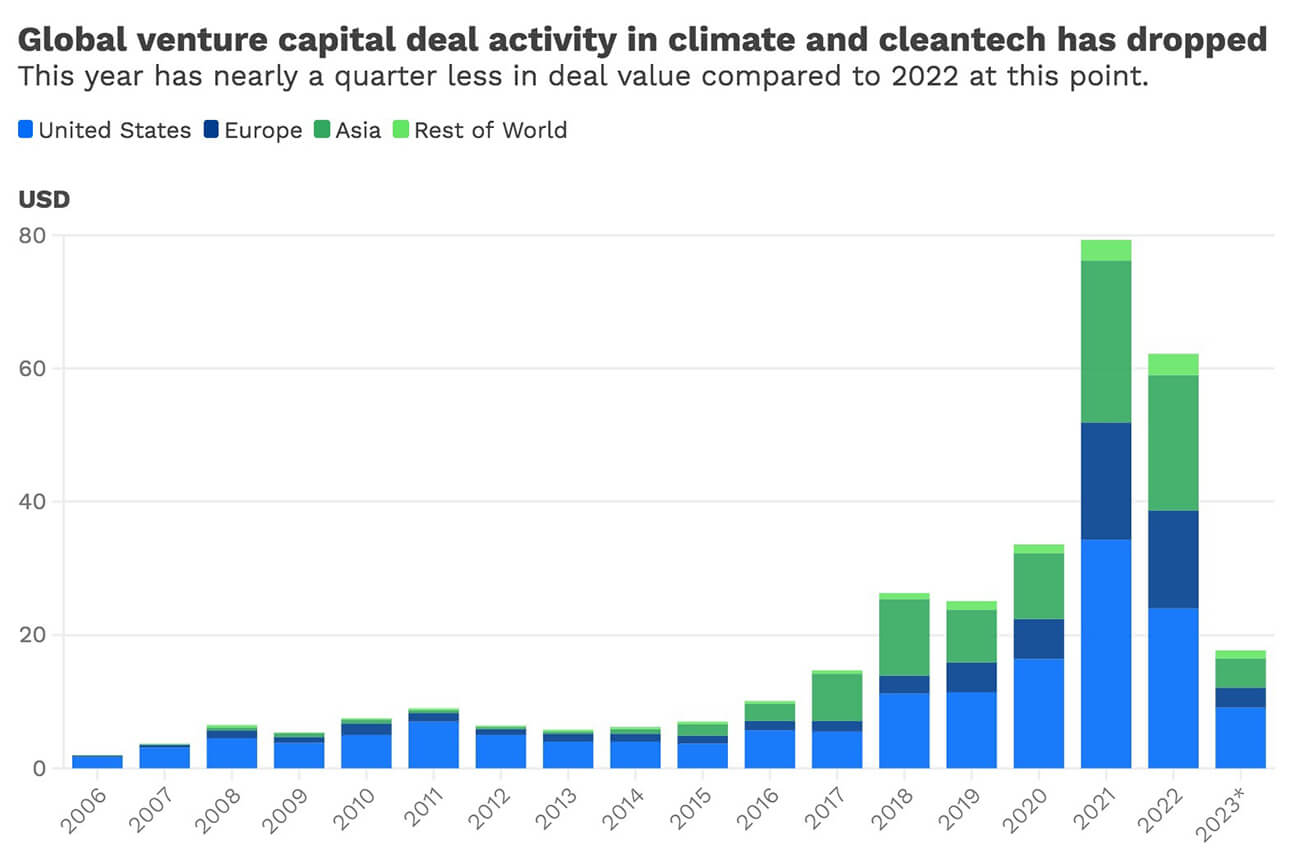 Global venture capital deal activity in climate and cleantech has dropped
This year has nearly a quarter less in deal value compared to 2022 at this point.
United States Europe Asia Rest of World
USD
80
60
40
20
0
2006 2007 2008 2009 2010 2011 2012 2013 2014 2015 2016 2017 2018 2019 2020 2021 2022 2023*